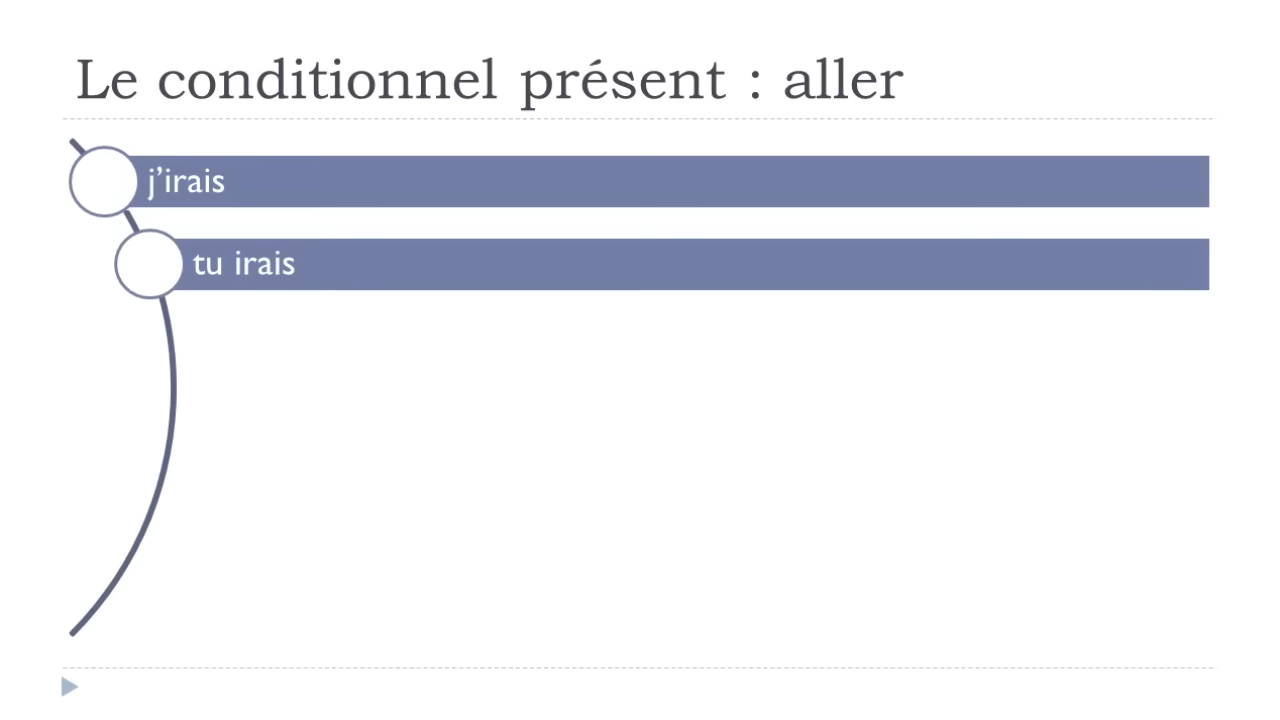 Le conditionnel présent : aller
j’irais
tu irais